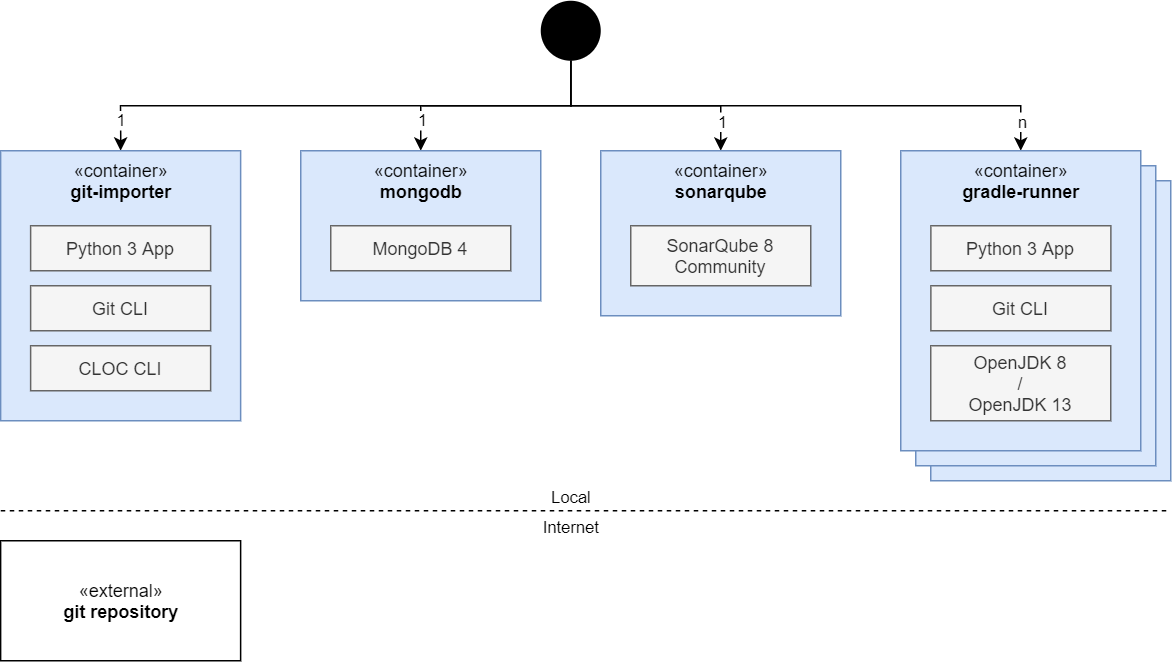 1
1
1
n
«container»
git-importer
Python 3 App
Git CLI
CLOC CLI
«container»
mongodb
MongoDB 4
«container»
sonarqube
SonarQube 8
Community
«container»
gradle-runner
Python 3 App
Git CLI
OpenJDK 8
/
OpenJDK 13
Local
Internet
«external»
git repository